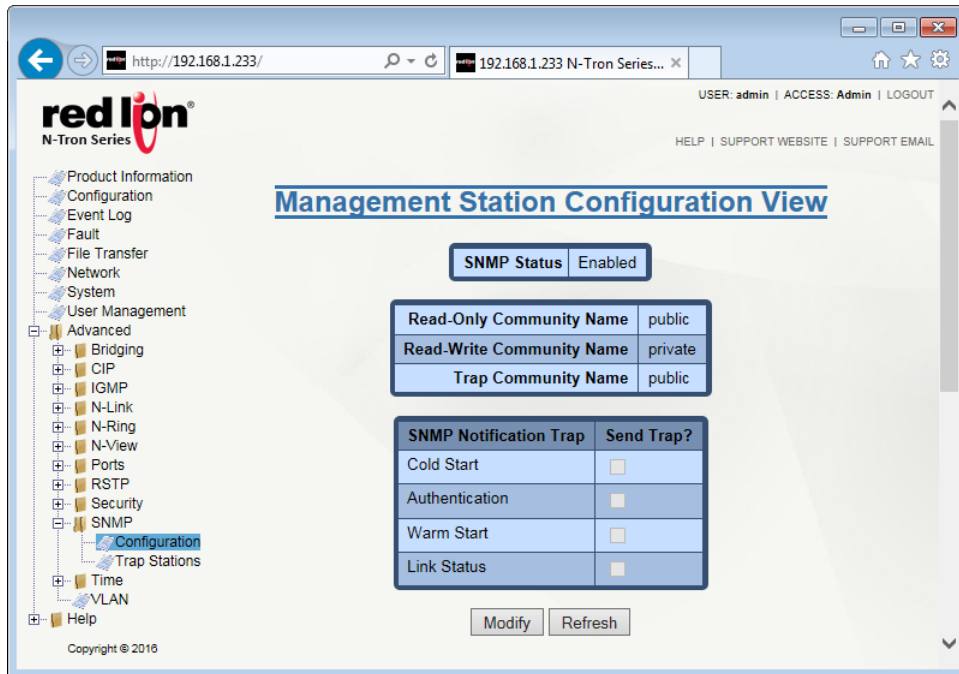 http://192.168.1.233/
192.168.1.233 N-Tron Series...
USER: admin | ACCESS: Admin | LOGOUT
red lion®
N-Tron Series
HELP | SUPPORT WEBSITE | SUPPORT EMAIL
Product Information
Configuration
Event Log
Fault
File Transfer
Network
System
User Management
Advanced
Bridging
CIP
IGMP
N-Link
N-Ring
N-View
Ports
RSTP
Security
SNMP
Configuration
Trap Stations
Time
VLAN
Help
Copyright © 2016
Management Station Configuration View
SNMP Status Enabled
Read-Only Community Name public
Read-Write Community Name private
Trap Community Name public
SNMP Notification Trap Send Trap?
Cold Start
Authentication
Warm Start
Link Status
Modify Refresh